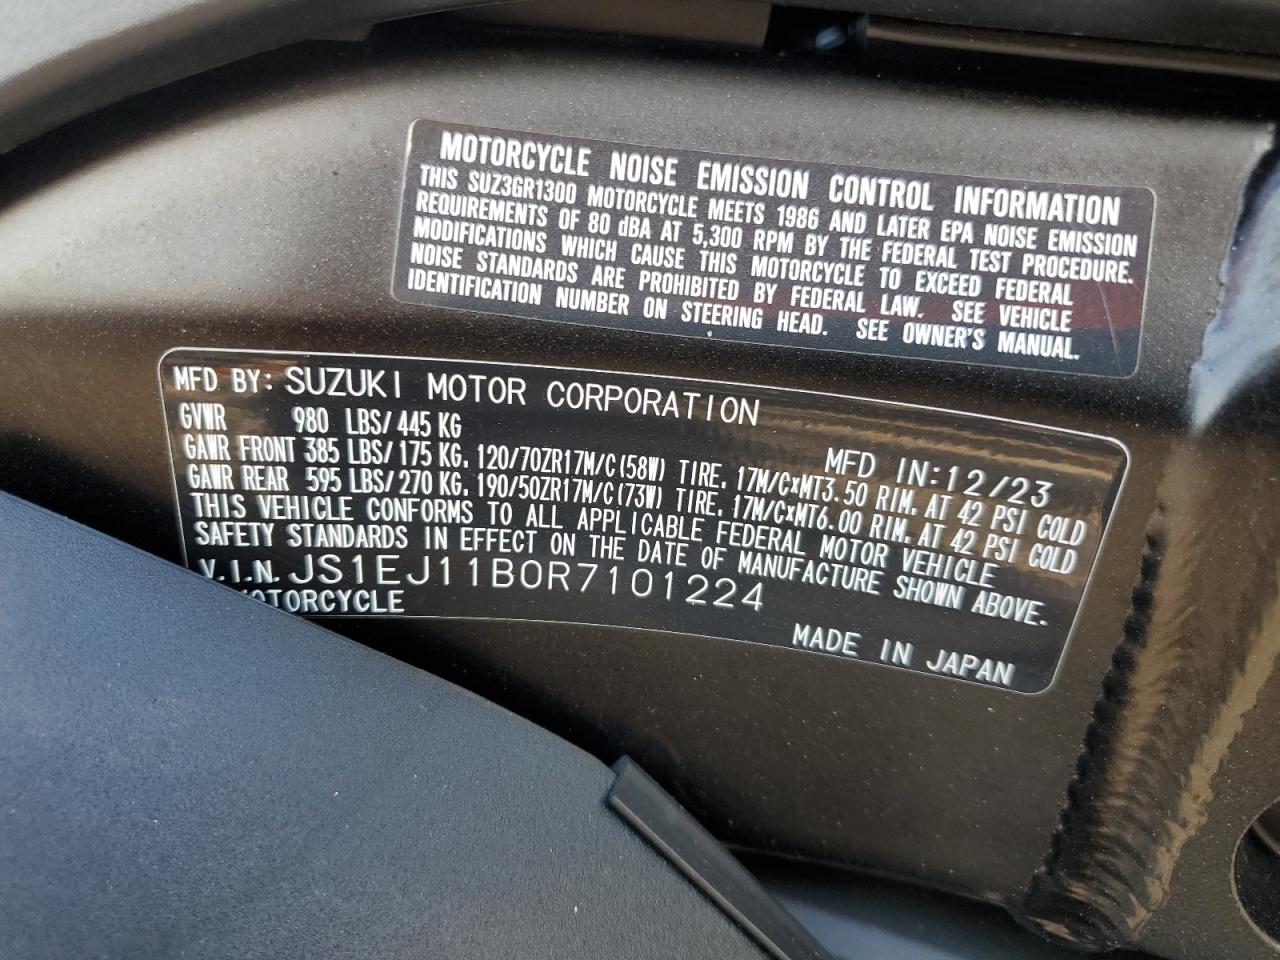 MOTORCYCLE NOISE EMISSION CONTROL INFORMATION
THIS SUZ3GR1300 MOTORCYCLE MEETS 1986 AND LATER EPA NOISE EMISSION
REQUIREMENTS OF 80 dBA AT 5,300 RPM BY THE FEDERAL TEST PROCEDURE.
MODIFICATIONS WHICH CAUSE THIS MOTORCYCLE TO EXCEED FEDERAL
NOISE STANDARDS ARE PROHIBITED BY FEDERAL LAW. SEE VEHICLE
IDENTIFICATION NUMBER ON STEERING HEAD. SEE OWNER'S MANUAL.
MFD BY: SUZUKI MOTOR CORPORATION
GVWR 980 LBS/ 445 KG MFD IN: 12/23
GAWR FRONT 385 LBS/ 175 KG. 120/70ZR17M/C(58W) TIRE. 17M/CxMT3.50 RIM. AT 42 PSI COLD
GAWR REAR 595 LBS/ 270 KG. 190/50ZR17M/C(73W) TIRE. 17M/CxMT6.00 RIM. AT 42 PSI COLD
THIS VEHICLE CONFORMS TO ALL APPLICABLE FEDERAL MOTOR VEHICLE
SAFETY STANDARDS IN EFFECT ON THE DATE OF MANUFACTURE SHOWN ABOVE.
V.I.N. JS1EJ11B0R7101224
MOTORCYCLE
MADE IN JAPAN